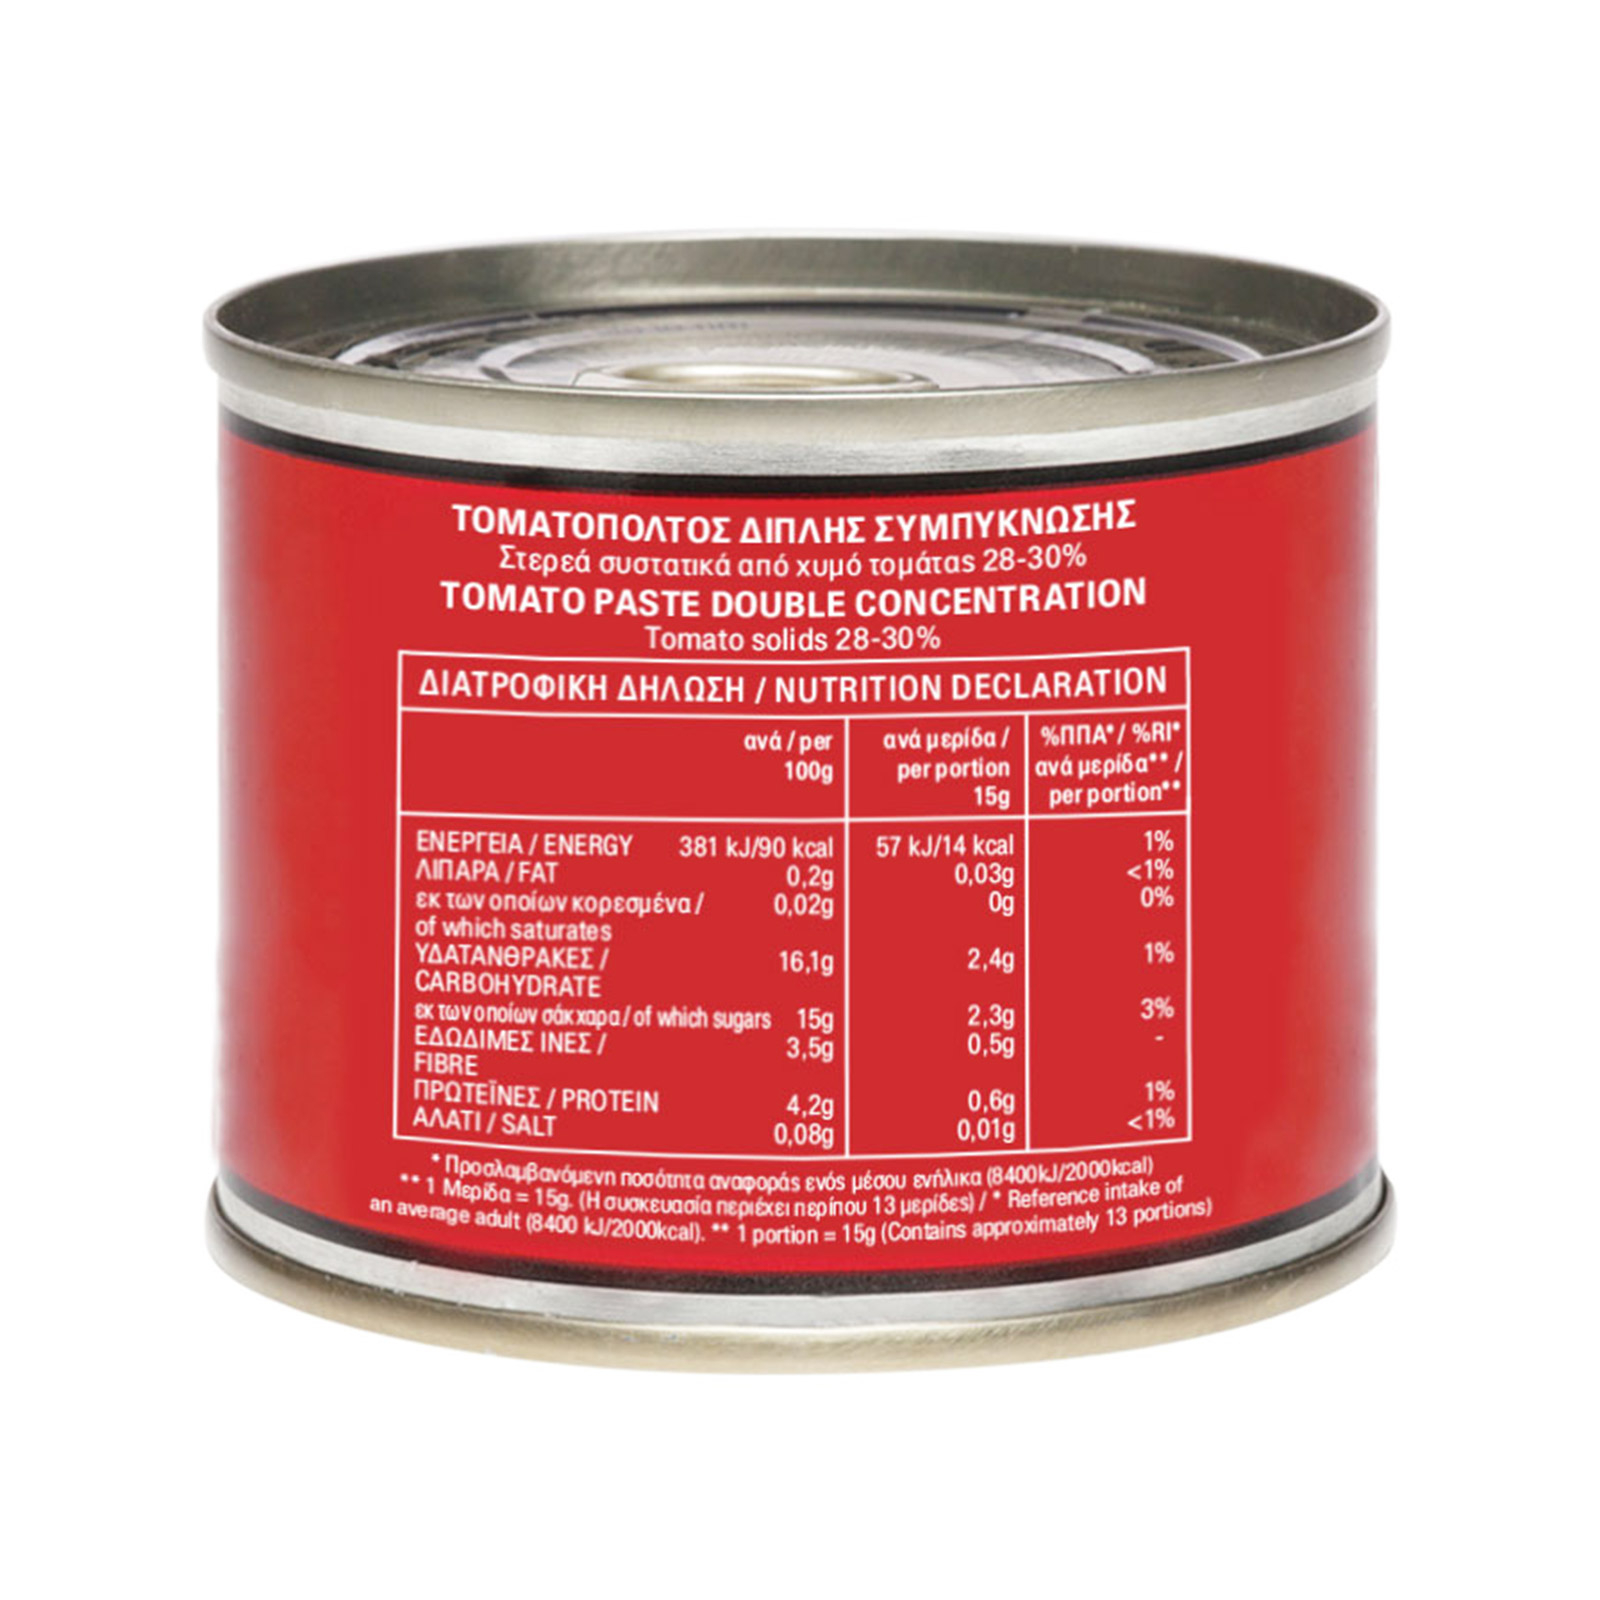 ΤΟΜΑΤΟΠΟΛΤΟΣ ΔΙΠΛΗΣ ΣΥΜΠΥΚΝΩΣΗΣ
Στερεά συστατικά από χυμό τομάτας 28-30%
TOMATO PASTE DOUBLE CONCENTRATION
Tomato solids 28-30%
ΔΙΑΤΡΟΦΙΚΗ ΔΗΛΩΣΗ / NUTRITION DECLARATION
ανά / per 100g
ανά μερίδα / per portion 15g
%ΠΠΑ* / %RI* ανά μερίδα** / per portion**
ΕΝΕΡΓΕΙΑ / ENERGY 381 kJ/90 kcal 57 kJ/14 kcal 1%
ΛΙΠΑΡΑ / FAT 0,2g 0,03g <1%
εκ των οποίων κορεσμένα / 0,02g 0g 0%
of which saturates
ΥΔΑΤΑΝΘΡΑΚΕΣ / 16,1g 2,4g 1%
CARBOHYDRATE
εκ των οποίων σάκχαρα / of which sugars 15g 2,3g 3%
ΕΔΩΔΙΜΕΣ ΙΝΕΣ / 3,5g 0,5g -
FIBRE
ΠΡΩΤΕΪΝΕΣ / PROTEIN 4,2g 0,6g 1%
ΑΛΑΤΙ / SALT 0,08g 0,01g <1%
* Προσλαμβανόμενη ποσότητα αναφοράς ενός μέσου ενήλικα (8400kJ/2000kcal)
** 1 Μερίδα = 15g. (Η συσκευασία περιέχει περίπου 13 μερίδες) / * Reference intake of
an average adult (8400 kJ/2000kcal). ** 1 portion = 15g (Contains approximately 13 portions)